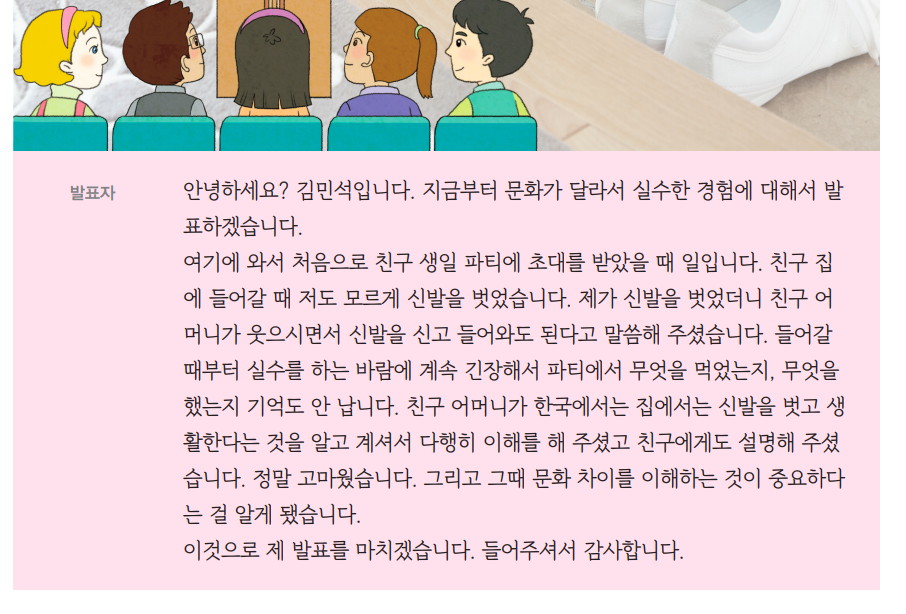 발표자
안녕하세요? 김민석입니다. 지금부터 문화가 달라서 실수한 경험에 대해서 발
표하겠습니다.
여기에 와서 처음으로 친구 생일 파티에 초대를 받았을 때 일입니다. 친구 집
에 들어갈 때 저도 모르게 신발을 벗었습니다. 제가 신발을 벗었더니 친구 어
머니가 웃으시면서 신발을 신고 들어와도 된다고 말씀해 주셨습니다. 들어갈
때부터 실수를 하는 바람에 계속 긴장해서 파티에서 무엇을 먹었는지, 무엇을
했는지 기억도 안 납니다. 친구 어머니가 한국에서는 집에서는 신발을 벗고 생
활한다는 것을 알고 계셔서 다행히 이해를 해 주셨고 친구에게도 설명해 주셨
습니다. 정말 고마웠습니다. 그리고 그때 문화 차이를 이해하는 것이 중요하다
는 걸 알게 됐습니다.
이것으로 제 발표를 마치겠습니다. 들어주셔서 감사합니다.